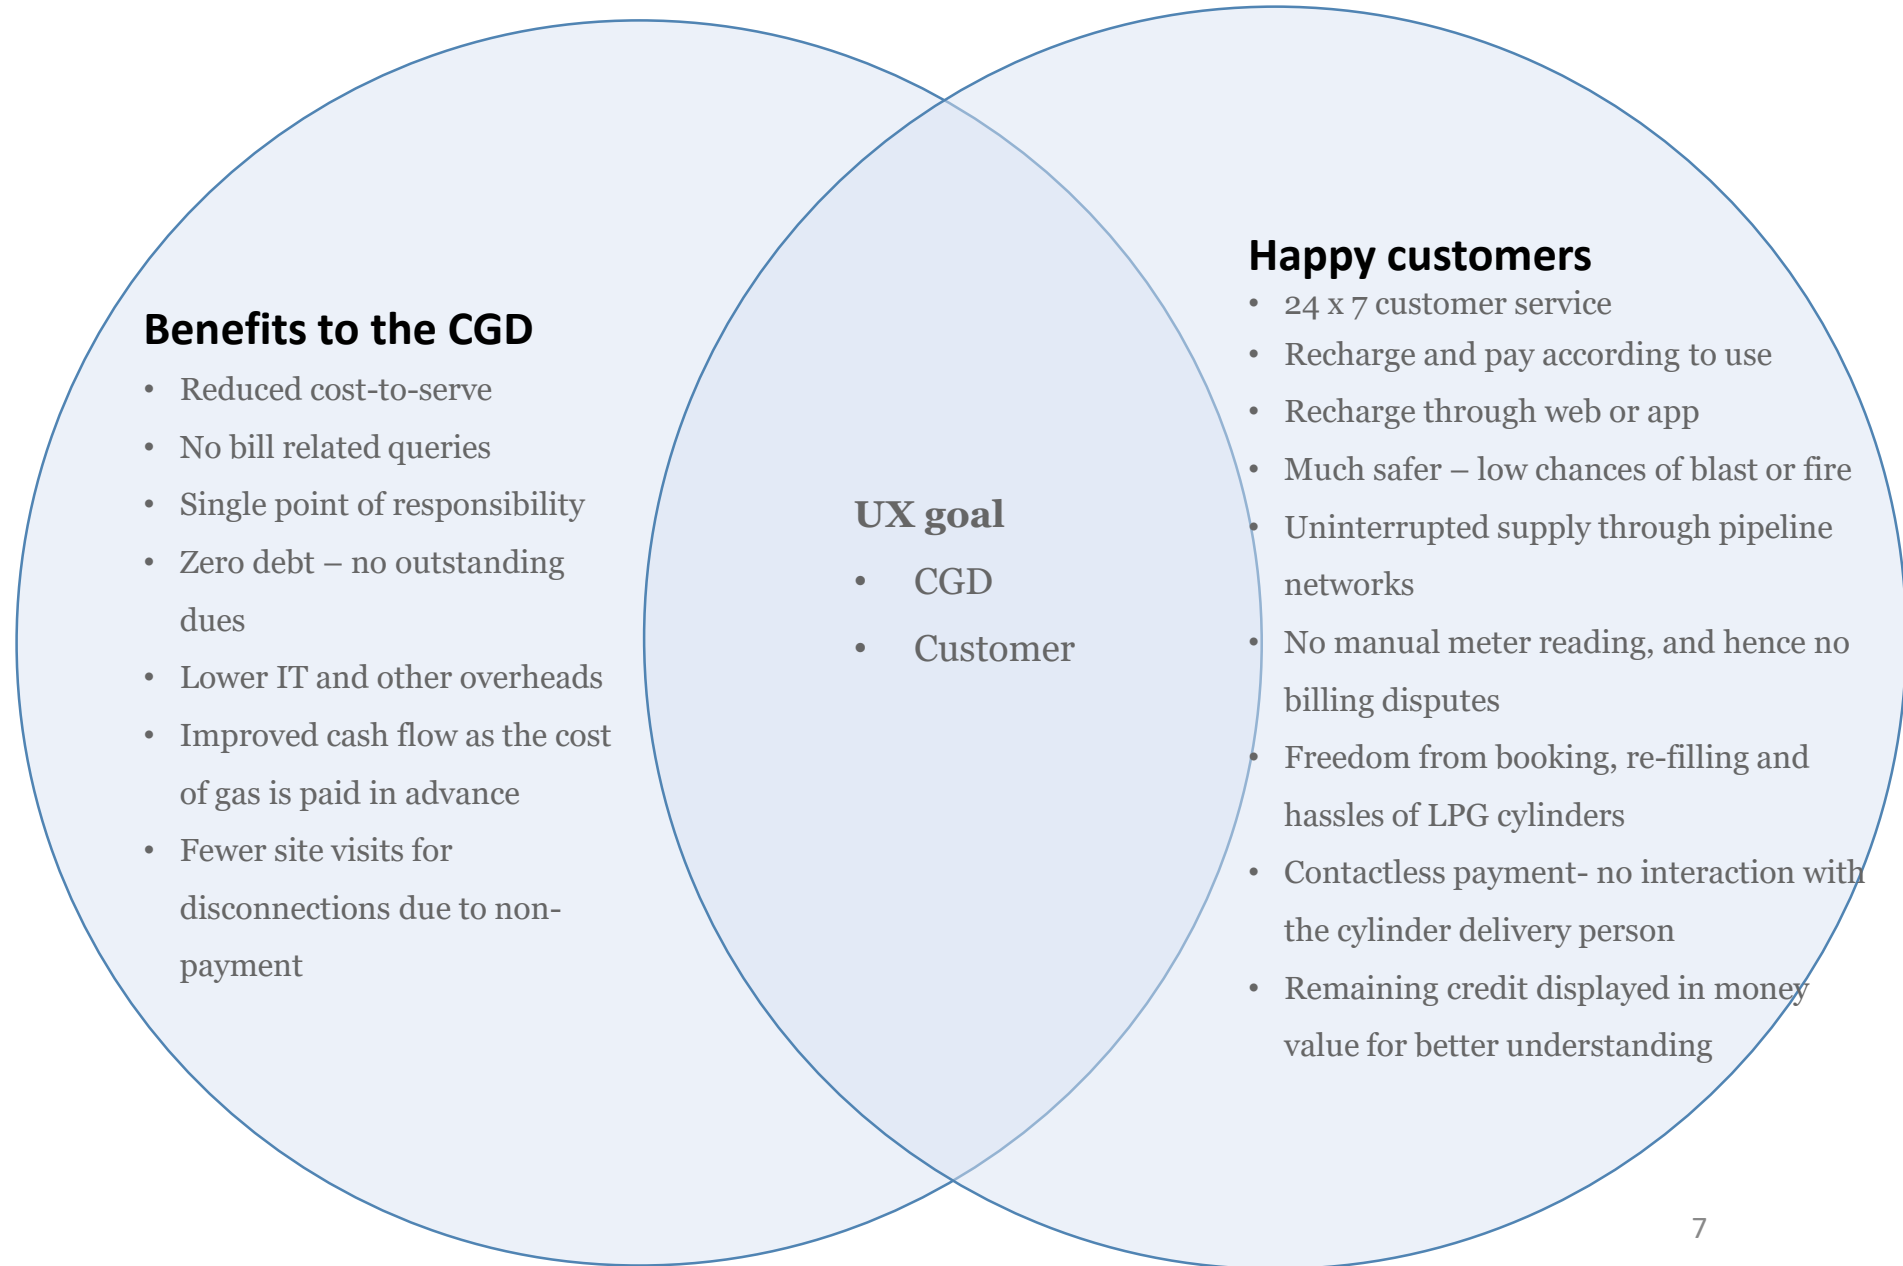 Benefits to the CGD
• Reduced cost-to-serve
• No bill related queries
• Single point of responsibility
• Zero debt – no outstanding
dues
• Lower IT and other overheads
• Improved cash flow as the cost
of gas is paid in advance
• Fewer site visits for
disconnections due to non-
payment
UX goal
• CGD
• Customer
Happy customers
• 24 x 7 customer service
• Recharge and pay according to use
• Recharge through web or app
• Much safer – low chances of blast or fire
• Uninterrupted supply through pipeline
networks
• No manual meter reading, and hence no
billing disputes
• Freedom from booking, re-filling and
hassles of LPG cylinders
• Contactless payment- no interaction with
the cylinder delivery person
• Remaining credit displayed in money
value for better understanding
7